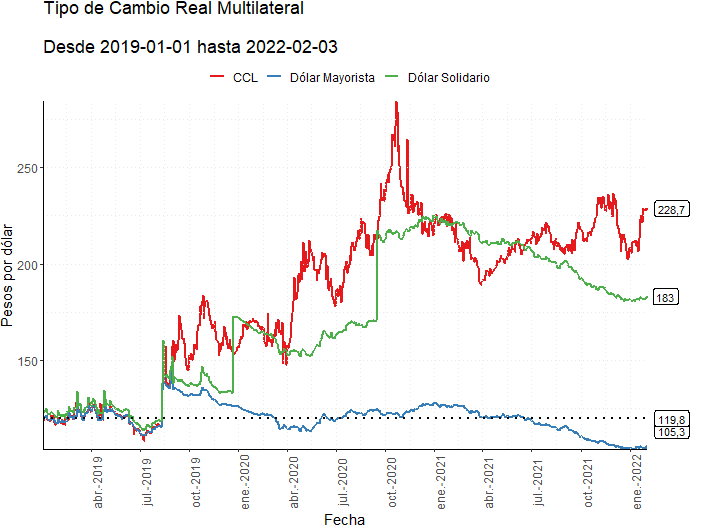 Tipo de Cambio Real Multilateral
Desde 2019-01-01 hasta 2022-02-03
CCL Dólar Mayorista Dólar Solidario
Pesos por dólar
250
200
150
228,7
183
119,8
105,3
abr.-2019
jul.-2019
oct.-2019
ene.-2020
abr.-2020
jul.-2020
oct.-2020
ene.-2021
abr.-2021
jul.-2021
oct.-2021
ene.-2022
Fecha